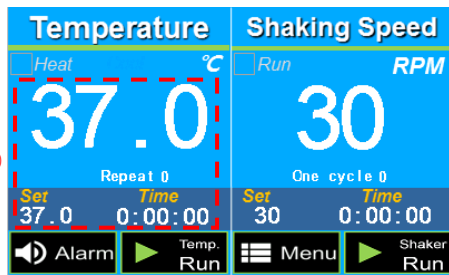 Temperature
Heat
℃
37.0
Repeat 0
Set
Time
37.0
0:00:00
Alarm
Temp.
Run
Shaking Speed
Run
RPM
30
One cycle 0
Set
Time
30
0:00:00
Menu
Shaker
Run